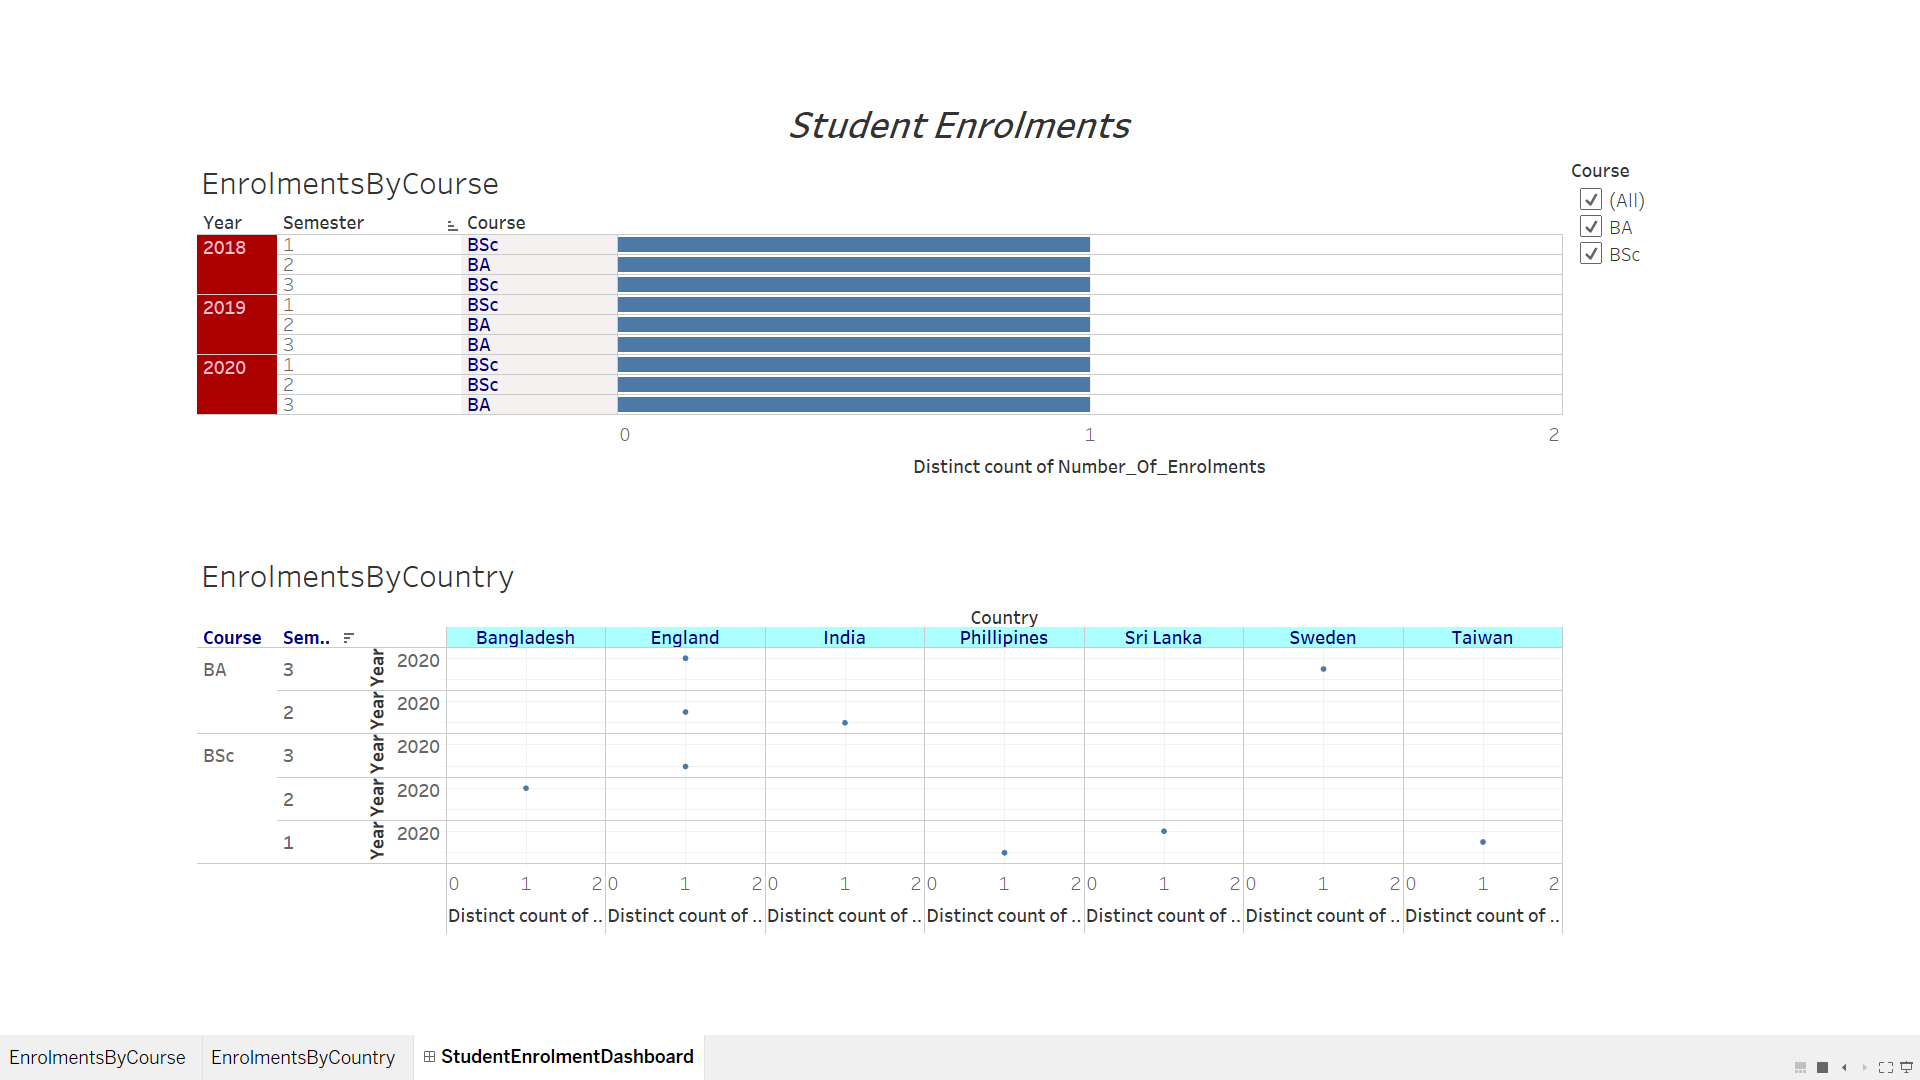 Student Enrolments
EnrolmentsByCourse
Year Semester Course
2018 1 BSc
2 BA
3 BSc
2019 1 BSc
2 BA
3 BA
2020 1 BSc
2 BSc
3 BA
0 1 2
Distinct count of Number_Of_Enrolments
Course
(All)
BA
BSc
EnrolmentsByCountry
Country
Course Sem.. Bangladesh England India Phillipines Sri Lanka Sweden Taiwan
BA 3 Year 2020
2 Year 2020
BSc 3 Year 2020
2 Year 2020
1 Year 2020
0 1 2 0 1 2 0 1 2 0 1 2 0 1 2 0 1 2 0 1 2
Distinct count of .. Distinct count of .. Distinct count of .. Distinct count of .. Distinct count of .. Distinct count of .. Distinct count of ..
EnrolmentsByCourse EnrolmentsByCountry StudentEnrolmentDashboard